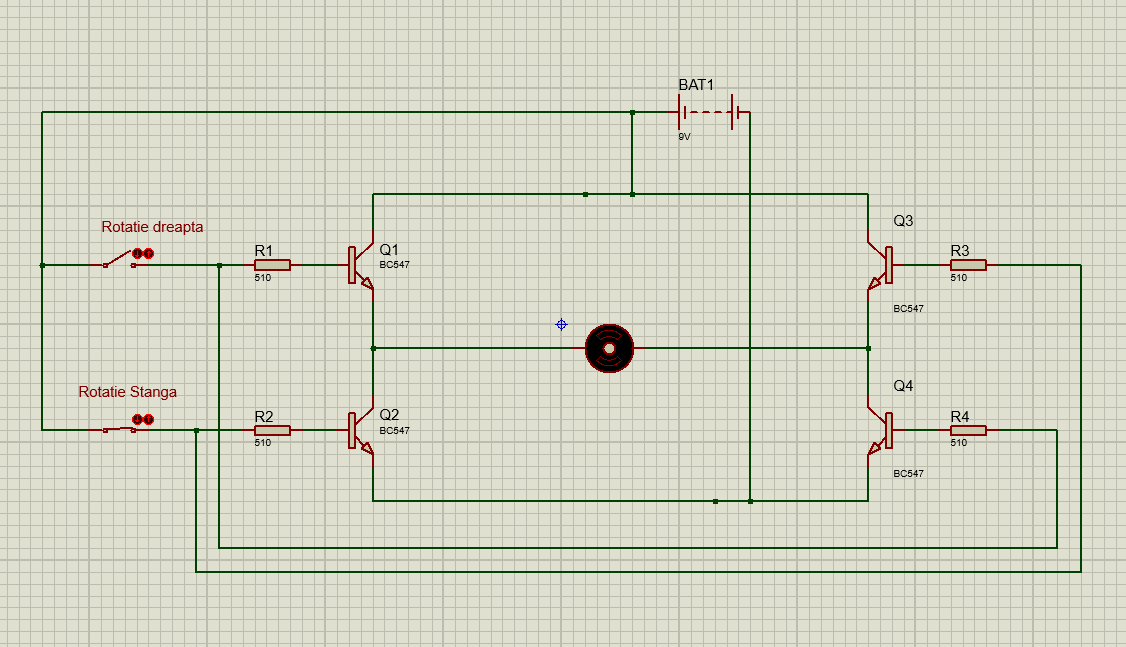 BAT1
9V
Rotatie dreapta
R1
510
Q1
BC547
Q3
BC547
R3
510
Rotatie Stanga
R2
510
Q2
BC547
Q4
BC547
R4
510